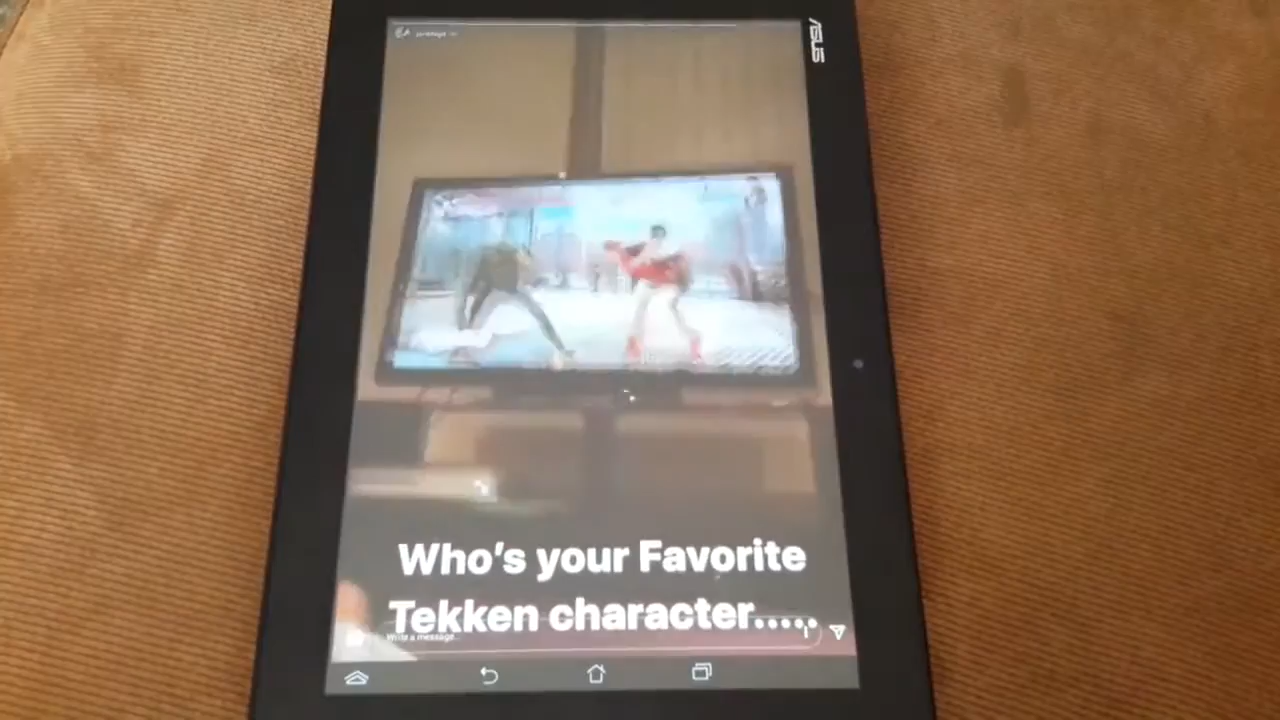 ASUS
Who's your Favorite
Tekken character.....
Write a message...